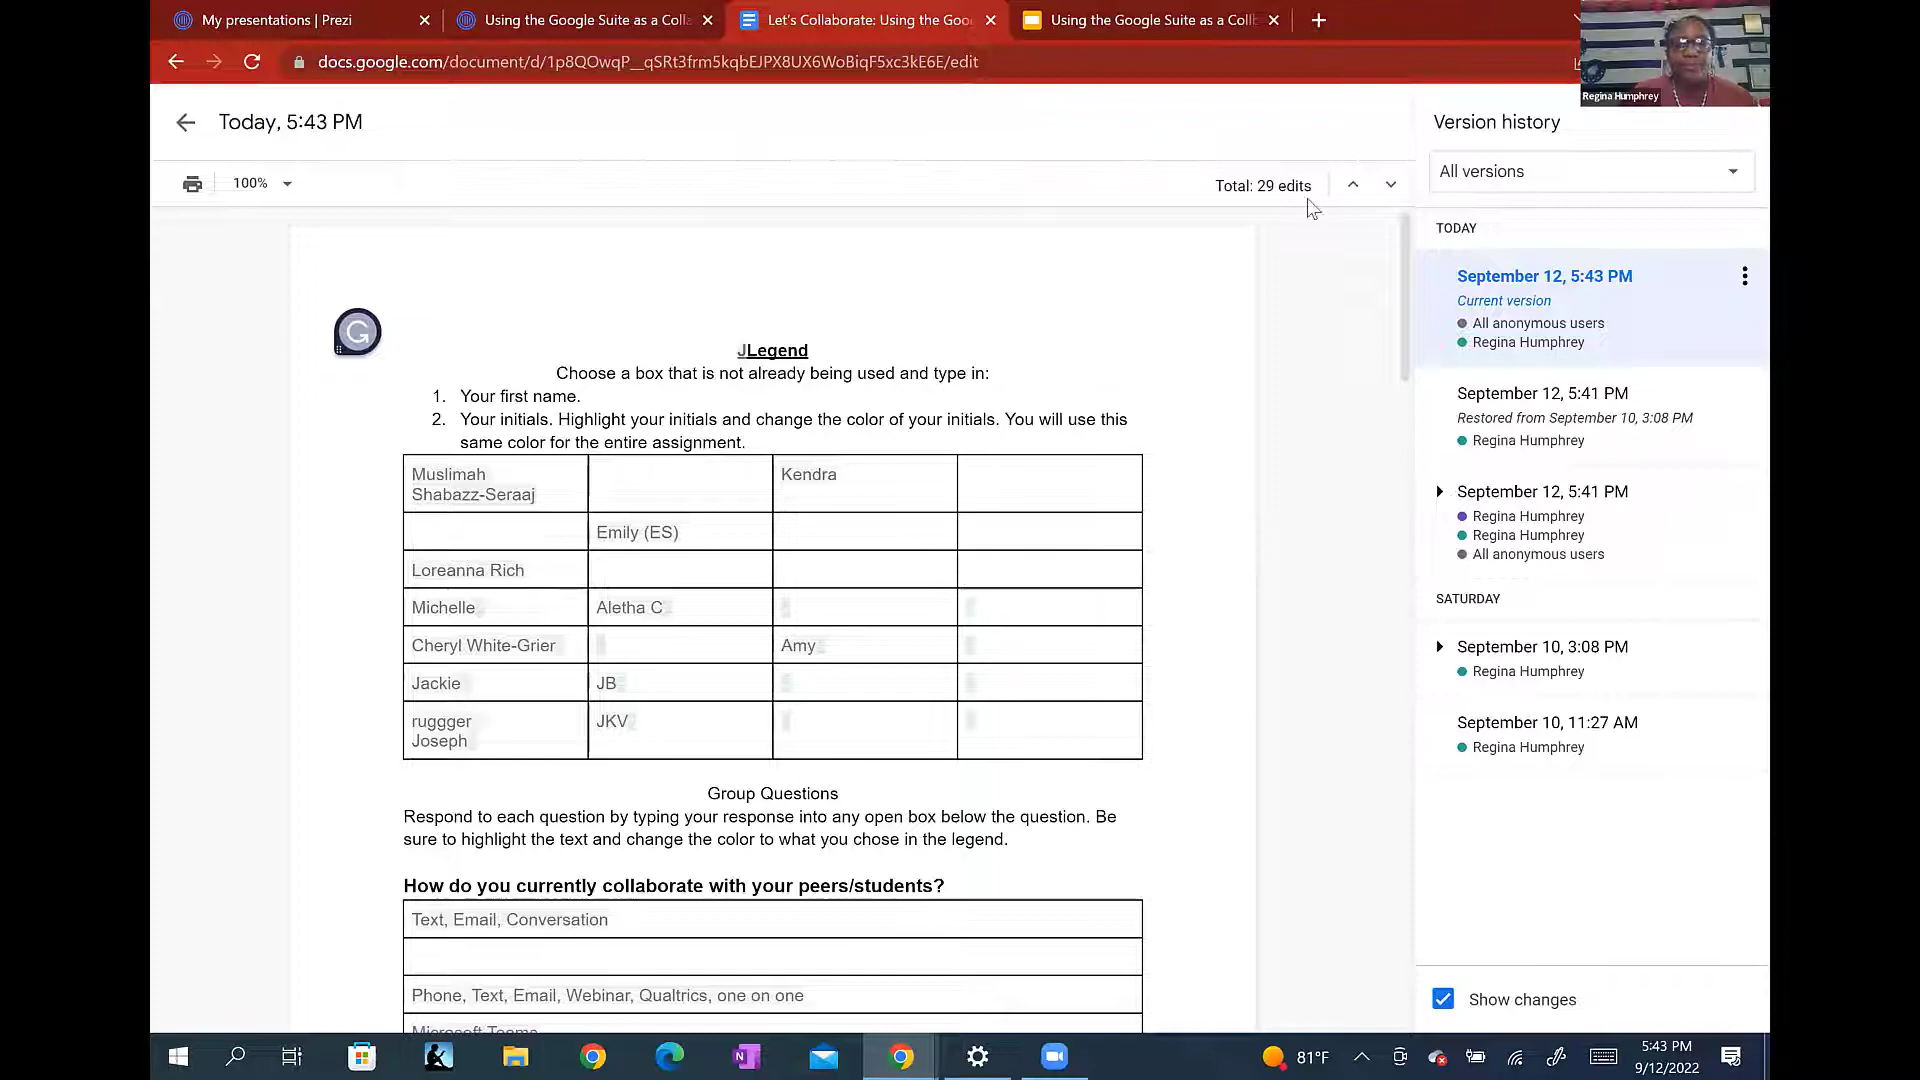 My presentations | Prezi
Using the Google Suite as a Colla
Let's Collaborate: Using the Goo
Using the Google Suite as a Coll
docs.google.com/document/d/1p8QOwqP__qSRt3frm5kqbEJPX8UX6WoBiqF5xc3kE6E/edit
Regina Humphrey
Today, 5:43 PM
100%
Total: 29 edits
JLegend
Choose a box that is not already being used and type in:
1. Your first name.
2. Your initials. Highlight your initials and change the color of your initials. You will use this
same color for the entire assignment.
Muslimah
Shabazz-Seraaj
Kendra
Emily (ES)
Loreanna Rich
Michelle
Aletha C
Cheryl White-Grier
Amy
Jackie
JB
ruggger
Joseph
JKV
Group Questions
Respond to each question by typing your response into any open box below the question. Be
sure to highlight the text and change the color to what you chose in the legend.
How do you currently collaborate with your peers/students?
Text, Email, Conversation
Phone, Text, Email, Webinar, Qualtrics, one on one
Microsoft Teams
Version history
All versions
TODAY
September 12, 5:43 PM
Current version
All anonymous users
Regina Humphrey
September 12, 5:41 PM
Restored from September 10, 3:08 PM
Regina Humphrey
September 12, 5:41 PM
Regina Humphrey
Regina Humphrey
All anonymous users
SATURDAY
September 10, 3:08 PM
Regina Humphrey
September 10, 11:27 AM
Regina Humphrey
Show changes
81°F
5:43 PM
9/12/2022